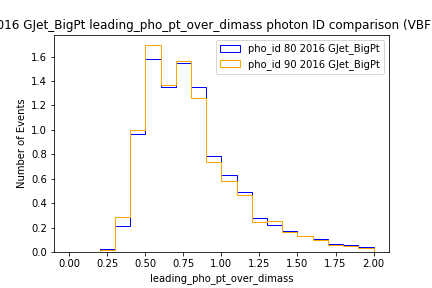 016 GJet_BigPt leading_pho_pt_over_dimass photon ID comparison (VBF
pho_id 80 2016 GJet_BigPt
pho_id 90 2016 GJet_BigPt
Number of Events
1.6
1.4
1.2
1.0
0.8
0.6
0.4
0.2
0.0
0.00 0.25 0.50 0.75 1.00 1.25 1.50 1.75 2.00
leading_pho_pt_over_dimass